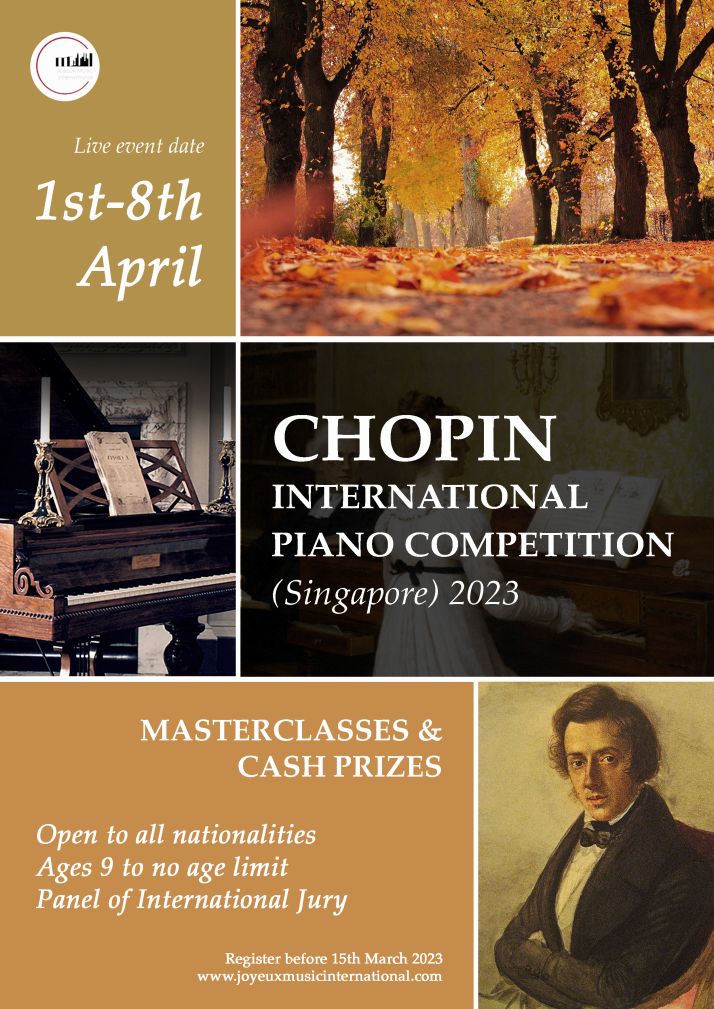 Live event date
1st-8th
April
CHOPIN
INTERNATIONAL
PIANO COMPETITION
(Singapore) 2023
MASTERCLASSES &
CASH PRIZES
Open to all nationalities
Ages 9 to no age limit
Panel of International Jury
Register before 15th March 2023
www.joyeuxmusicinternational.com